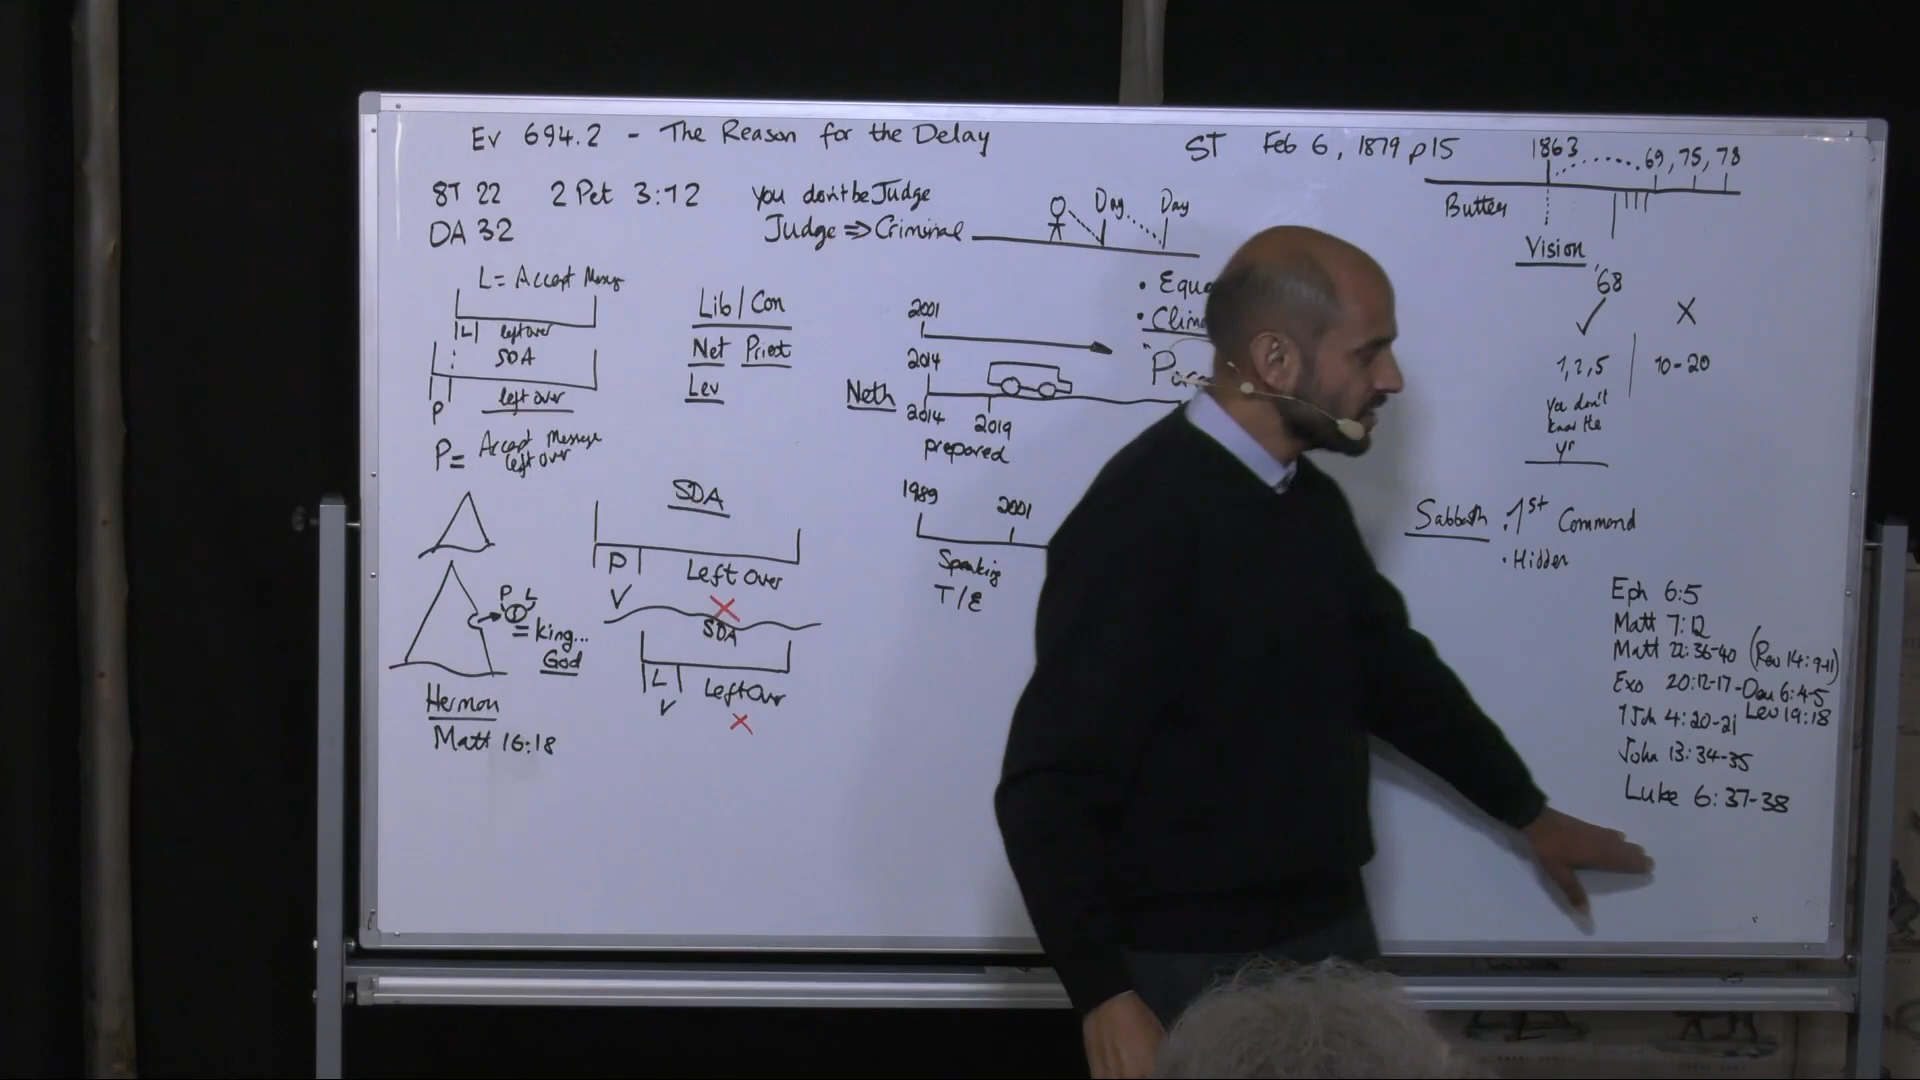 Ev 694.2 - The Reason for the Delay
8T 22 2 Pet 3:12 you don't be Judge
DA 32 Judge ⇒ Criminal
Day Day
ST Feb 6, 1879 p15
1863 69, 75, 78
Butter
Vision
'68
✓ X
1, 2, 5 10-20
you don't
know the
yr
L = Accept
L left over
SDA
P left over
P = Accept Message
left over
Lib/Con
Net Priest
Lev
2001
2014
Neth
2014 2019
prepared
• Equa
• Clim
SDA
P Left Over
✓ X
SDA
L Left Over
✓ X
P L
= king...
God
Hermon
Matt 16:18
1989 2001
Speaking
T/E
Sabbath • 1st Command
• Hidden
Eph 6:5
Matt 7:12
Matt 22:36-40 (Rev 14:9-11)
Exo 20:12-17 - Deu 6:4-5
1 Joh 4:20-21 Lev 19:18
John 13:34-35
Luke 6:37-38